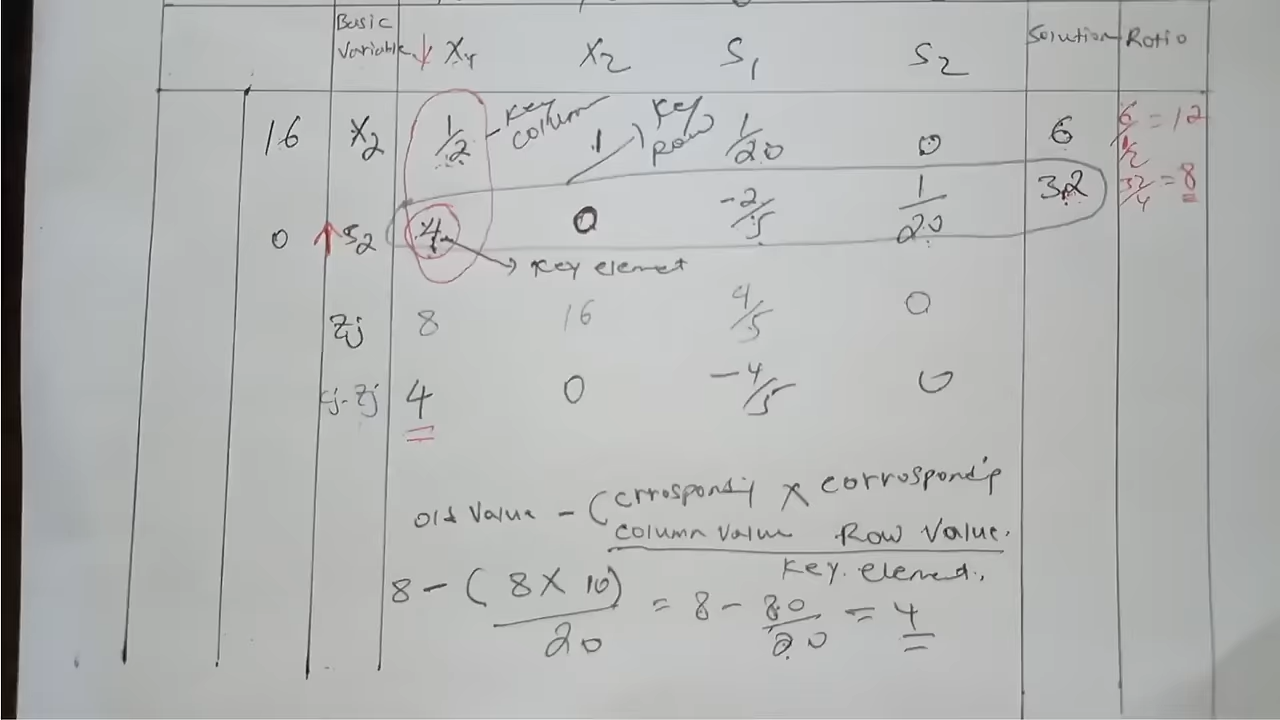 Basic
Variable X1 X2 S1 S2 Solution Ratio
16 X2 1/2 1 1/20 0 6 6/1/2 = 12
Key column
Key Row
0 S2 4 0 -2/5 1/20 32 32/4 = 8
Key elemet
Zj 8 16 4/5 0
cj-Zj 4 0 -4/5 0
Old Value - (crrospondij X corrospondip
column value Row Value.
Key. element.
8 - (8 X 10) = 8 - 80 = 4
20 20